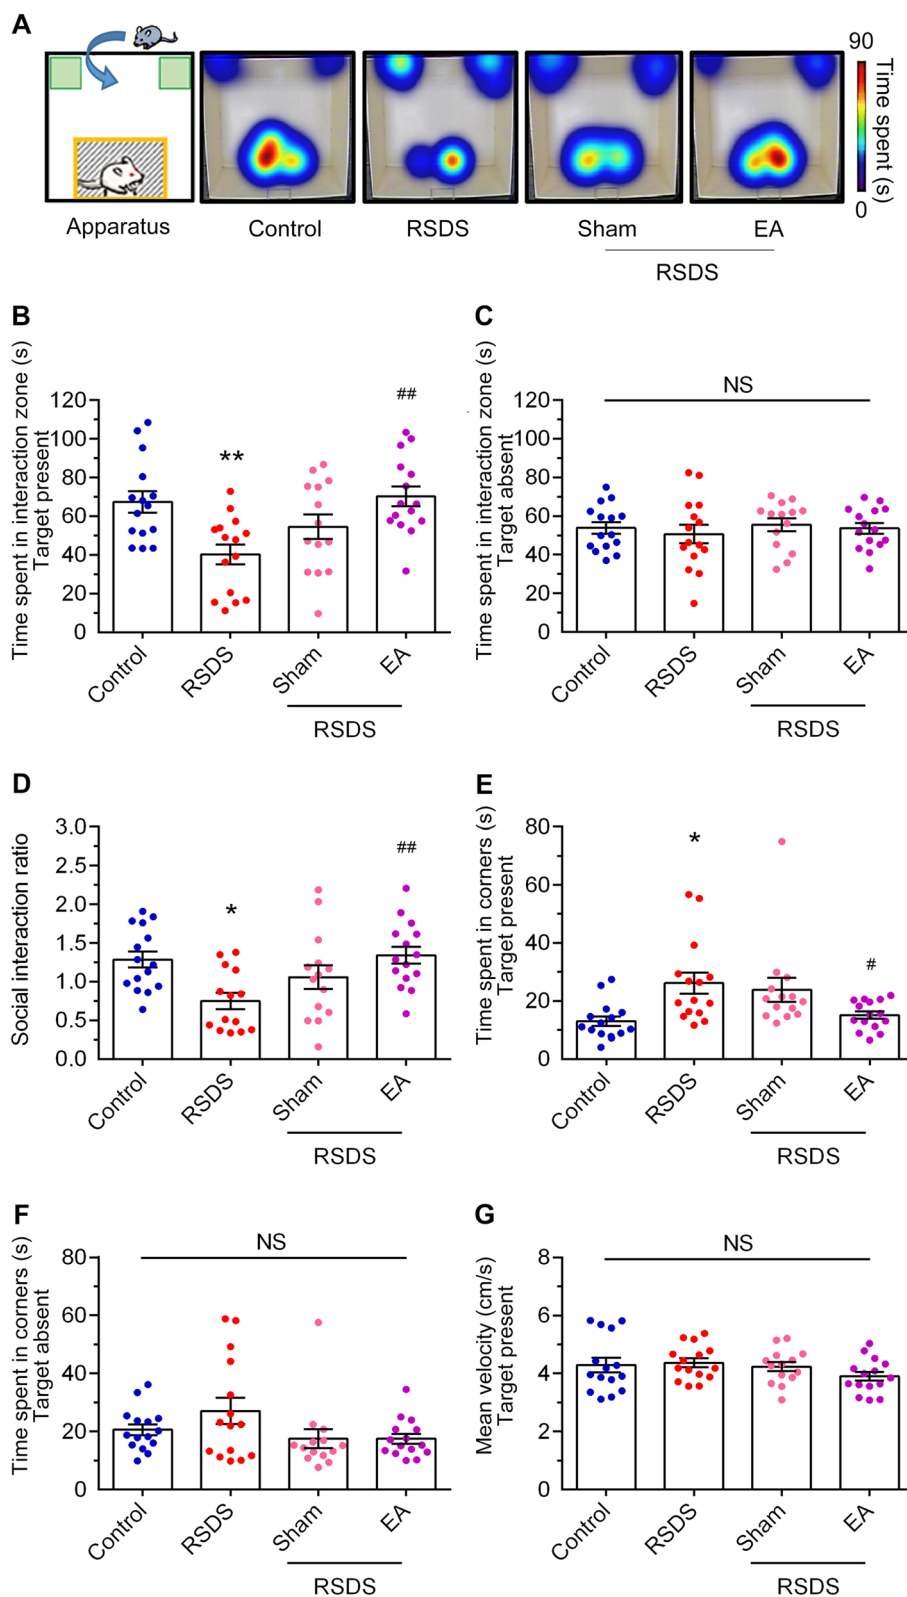 A
90
Time spent (s)
0
Apparatus
Control
RSDS
Sham
EA
RSDS
B
Time spent in interaction zone (s)
Target present
120
100
80
60
40
20
0
**
##
Control
RSDS
Sham
EA
RSDS
C
Time spent in interaction zone (s)
Target absent
120
100
80
60
40
20
0
NS
Control
RSDS
Sham
EA
RSDS
D
Social interaction ratio
3.0
2.5
2.0
1.5
1.0
0.5
0.0
*
##
Control
RSDS
Sham
EA
RSDS
E
Time spent in corners (s)
Target present
80
60
40
20
0
*
#
Control
RSDS
Sham
EA
RSDS
F
Time spent in corners (s)
Target absent
80
60
40
20
0
NS
Control
RSDS
Sham
EA
RSDS
G
Mean velocity (cm/s)
Target present
8
6
4
2
0
NS
Control
RSDS
Sham
EA
RSDS